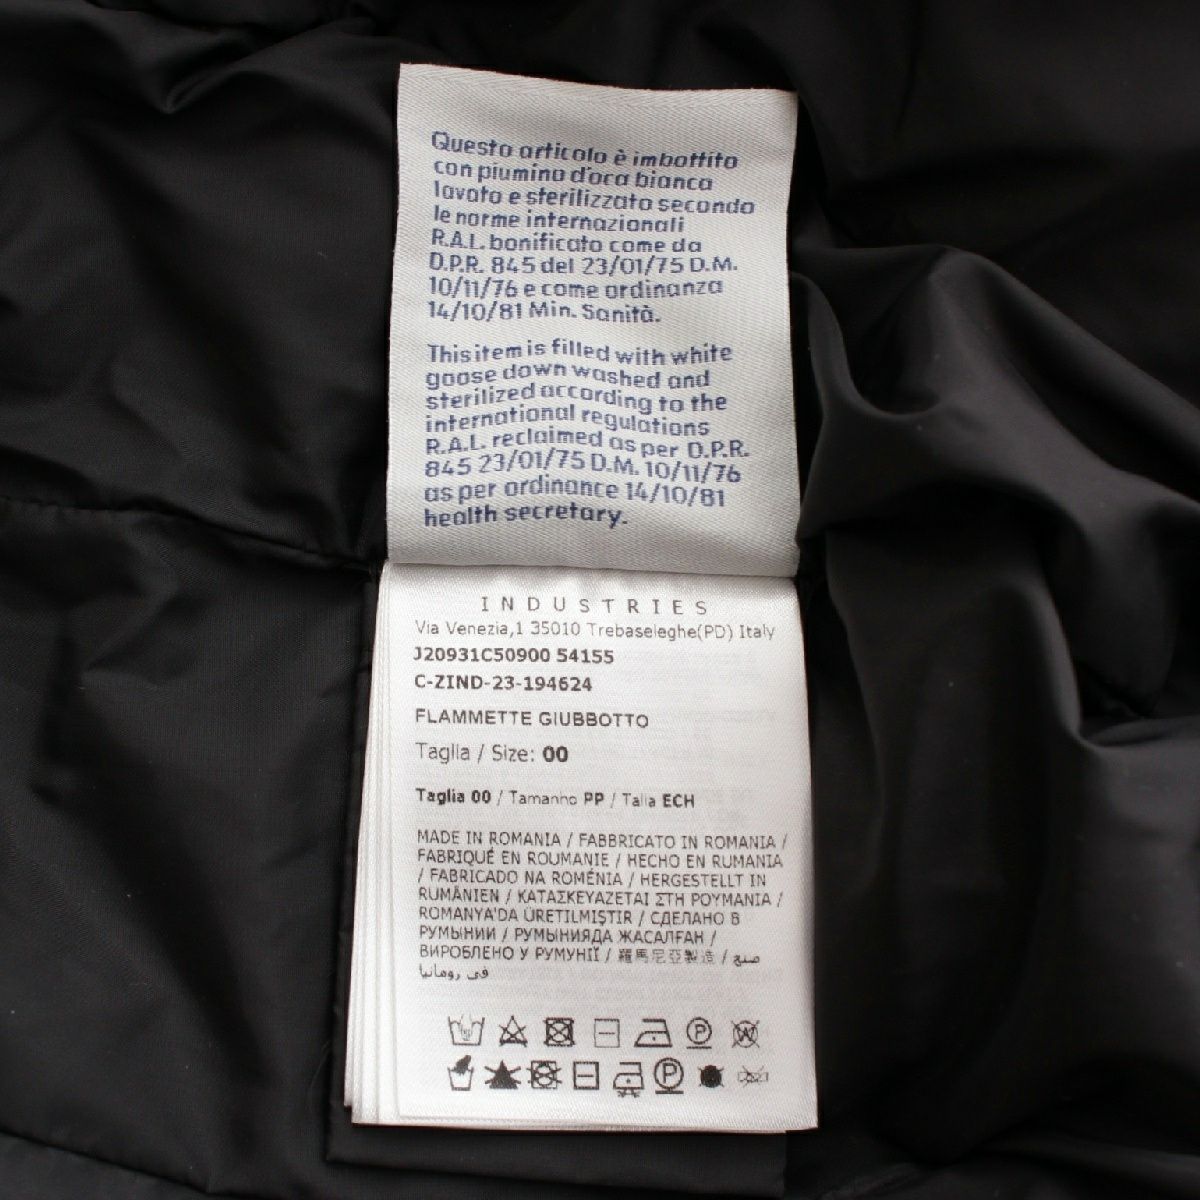 Questo articolo è imbottito
con piumino d'oca bianca
lavato e sterilizzato secondo
le norme internazionali
R.A.L. bonificato come da
D.P.R. 845 del 23/01/75 D.M.
10/11/76 e come ordinanza
14/10/81 Min. Sanità.
This item is filled with white
goose down washed and
sterilized according to the
international regulations
R.A.L. reclaimed as per D.P.R.
845 23/01/75 D.M. 10/11/76
as per ordinance 14/10/81
health secretary.
INDUSTRIES
Via Venezia,1 35010 Trebaseleghe(PD) Italy
J20931C50900 54155
C-ZIND-23-194624
FLAMMETTE GIUBBOTTO
Taglia / Size: 00
Taglia 00 / Tamanho PP / Talla ECH
MADE IN ROMANIA / FABBRICATO IN ROMANIA /
FABRIQUÉ EN ROUMANIE / HECHO EN RUMANIA
/ FABRICADO NA ROMÉNIA / HERGESTELLT IN
RUMÄNIEN / ΚΑΤΑΣΚΕΥΑΖΕΤΑΙ ΣΤΗ ΡΟΥΜΑΝΙΑ /
ROMANYA'DA ÜRETILMIŞTIR / СДЕЛАНО В
РУМЫНИИ / РУМЫНИЯДА ЖАСАЛҒАН /
ВИРОБЛЕНО У РУМУНІЇ / 羅馬尼亞製造 / صنع
في رومانيا
P W
P